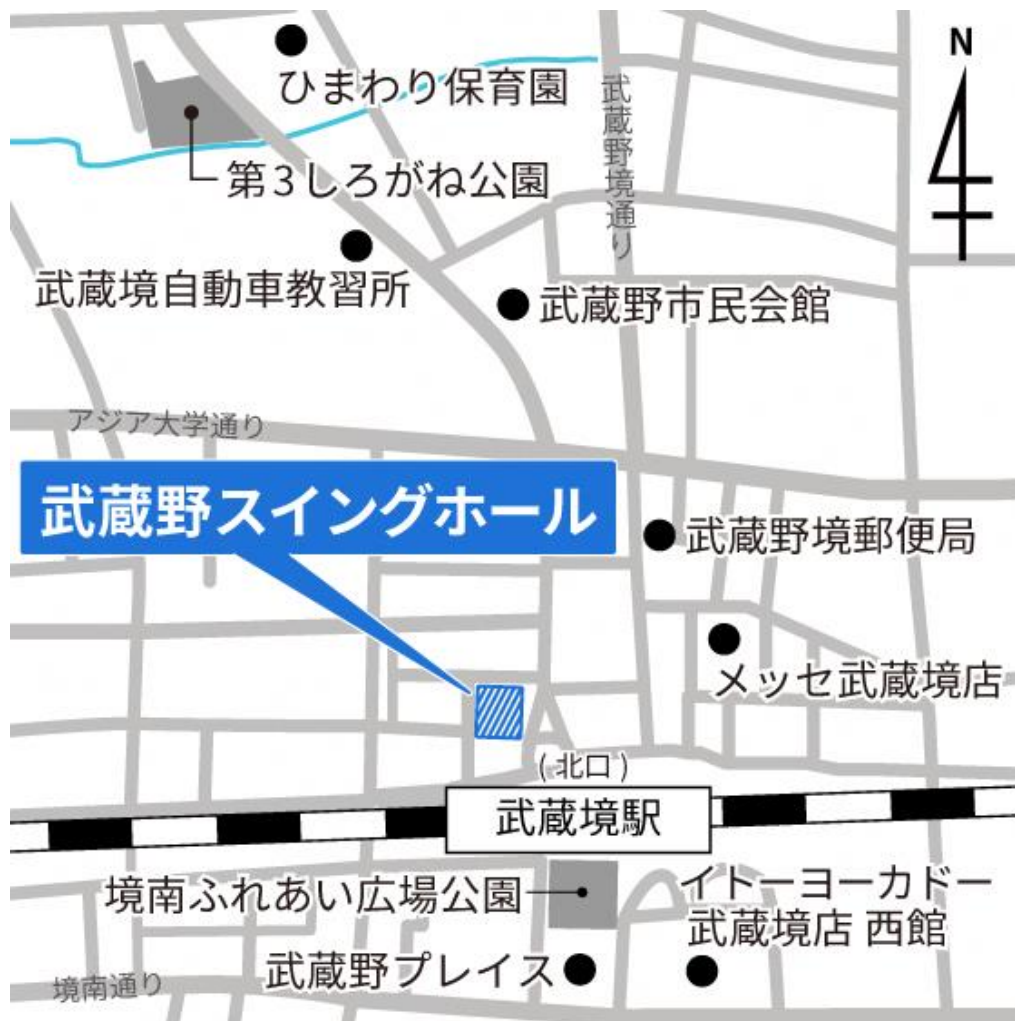 N
ひまわり保育園
武蔵野境通り
第3しろがね公園
武蔵境自動車教習所
武蔵野市民会館
アジア大学通り
武蔵野スイングホール
武蔵野境郵便局
メッセ武蔵境店
(北口)
武蔵境駅
境南ふれあい広場公園
イトーヨーカドー
武蔵境店 西館
武蔵野プレイス
境南通り